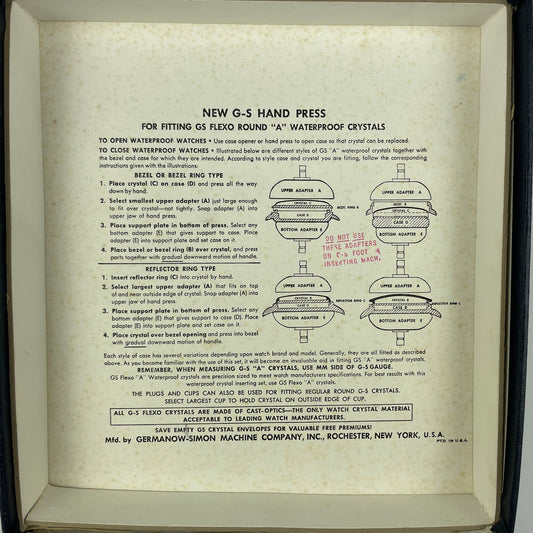 NEW G-S HAND PRESS
FOR FITTING GS FLEXO ROUND "A" WATERPROOF CRYSTALS
TO OPEN WATERPROOF WATCHES • Use case opener or hand press to open case so that crystal can be replaced.
TO CLOSE WATERPROOF WATCHES • Illustrated below are different styles of GS "A" waterproof crystals together with
the bezel and case for which they are intended. According to style case and crystal you are fitting, follow the corresponding
instructions given with the illustrations.
BEZEL OR BEZEL RING TYPE
1. Place crystal (C) on case (D) and press all the way
down by hand.
2. Select smallest upper adapter (A) just large enough
to fit over crystal—not tightly. Snap adapter (A) into
upper jaw of hand press.
3. Place support plate in bottom of press. Select any
bottom adapter (E) that gives support to case. Place
adapter (E) into support plate and set case on it.
4. Place bezel or bezel ring (B) over crystal, and press
parts together with gradual downward motion of handle.
REFLECTOR RING TYPE
1. Insert reflector ring (C) into crystal by hand.
2. Select largest upper adapter (A) that fits on top
of and near outside edge of crystal. Snap adapter (A) into
upper jaw of hand press.
3. Place support plate in bottom of press. Select any
bottom adapter (E) that gives support to case (D). Place
adapter (E) into support plate and set case on it.
4. Place crystal over bezel opening and press into bezel
with gradual downward motion of handle.
UPPER ADAPTER A
CRYSTAL C
BEZEL RING B
CASE D
BOTTOM ADAPTER E
UPPER ADAPTER A
CRYSTAL C
CASE D
BOTTOM ADAPTER E
DO NOT USE
THESE ADAPTERS
ON G-S FOOT
INSERTING MACH.
UPPER ADAPTER A
CRYSTAL B
REFLECTOR RING C
CASE D
BOTTOM ADAPTER E
UPPER ADAPTER A
CRYSTAL B
REFLECTOR RING C
CASE D
BOTTOM ADAPTER E
Each style of case has several variations depending upon watch brand and model. Generally, they are all fitted as described
above. As you become familiar with the use of this set, it will become an invaluable aid in fitting GS "A" waterproof crystals.
REMEMBER, WHEN MEASURING G-S "A" CRYSTALS, USE MM SIDE OF G-S GAUGE.
GS Flexo "A" Waterproof crystals are precision sized to meet watch manufacturers specifications. For best results with this
waterproof crystal inserting set, use GS Flexo "A" crystals.
THE PLUGS AND CUPS CAN ALSO BE USED FOR FITTING REGULAR ROUND G-S CRYSTALS.
SELECT LARGEST CUP TO HOLD CRYSTAL ON OUTSIDE EDGE OF CUP.
ALL G-S FLEXO CRYSTALS ARE MADE OF CAST-OPTICS—THE ONLY WATCH CRYSTAL MATERIAL
ACCEPTABLE TO LEADING WATCH MANUFACTURERS.
SAVE EMPTY GS CRYSTAL ENVELOPES FOR VALUABLE FREE PREMIUMS!
Mfd. by GERMANOW-SIMON MACHINE COMPANY, INC., ROCHESTER, NEW YORK, U.S.A.
PTD. IN U.S.A.